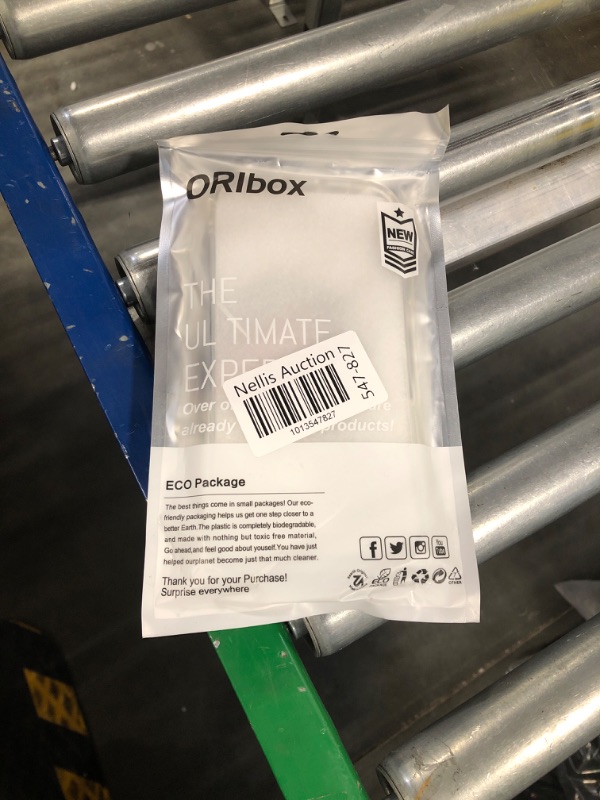 ORIbox
NEW
THE
UL TIMATE
EXPE
Nellis Auction
547-827
1013547827
Over o
are
already
products!
ECO Package
The best things come in small packages! Our eco-
friendly packaging helps us get one step closer to a
better Earth.The plastic is completely biodegradable,
and made with nothing but toxic free material,
Go ahead,and feel good about youself.You have just
helped ourplanet become just that much cleaner.
You
Tube
Thank you for your Purchase!
Surprise everywhere